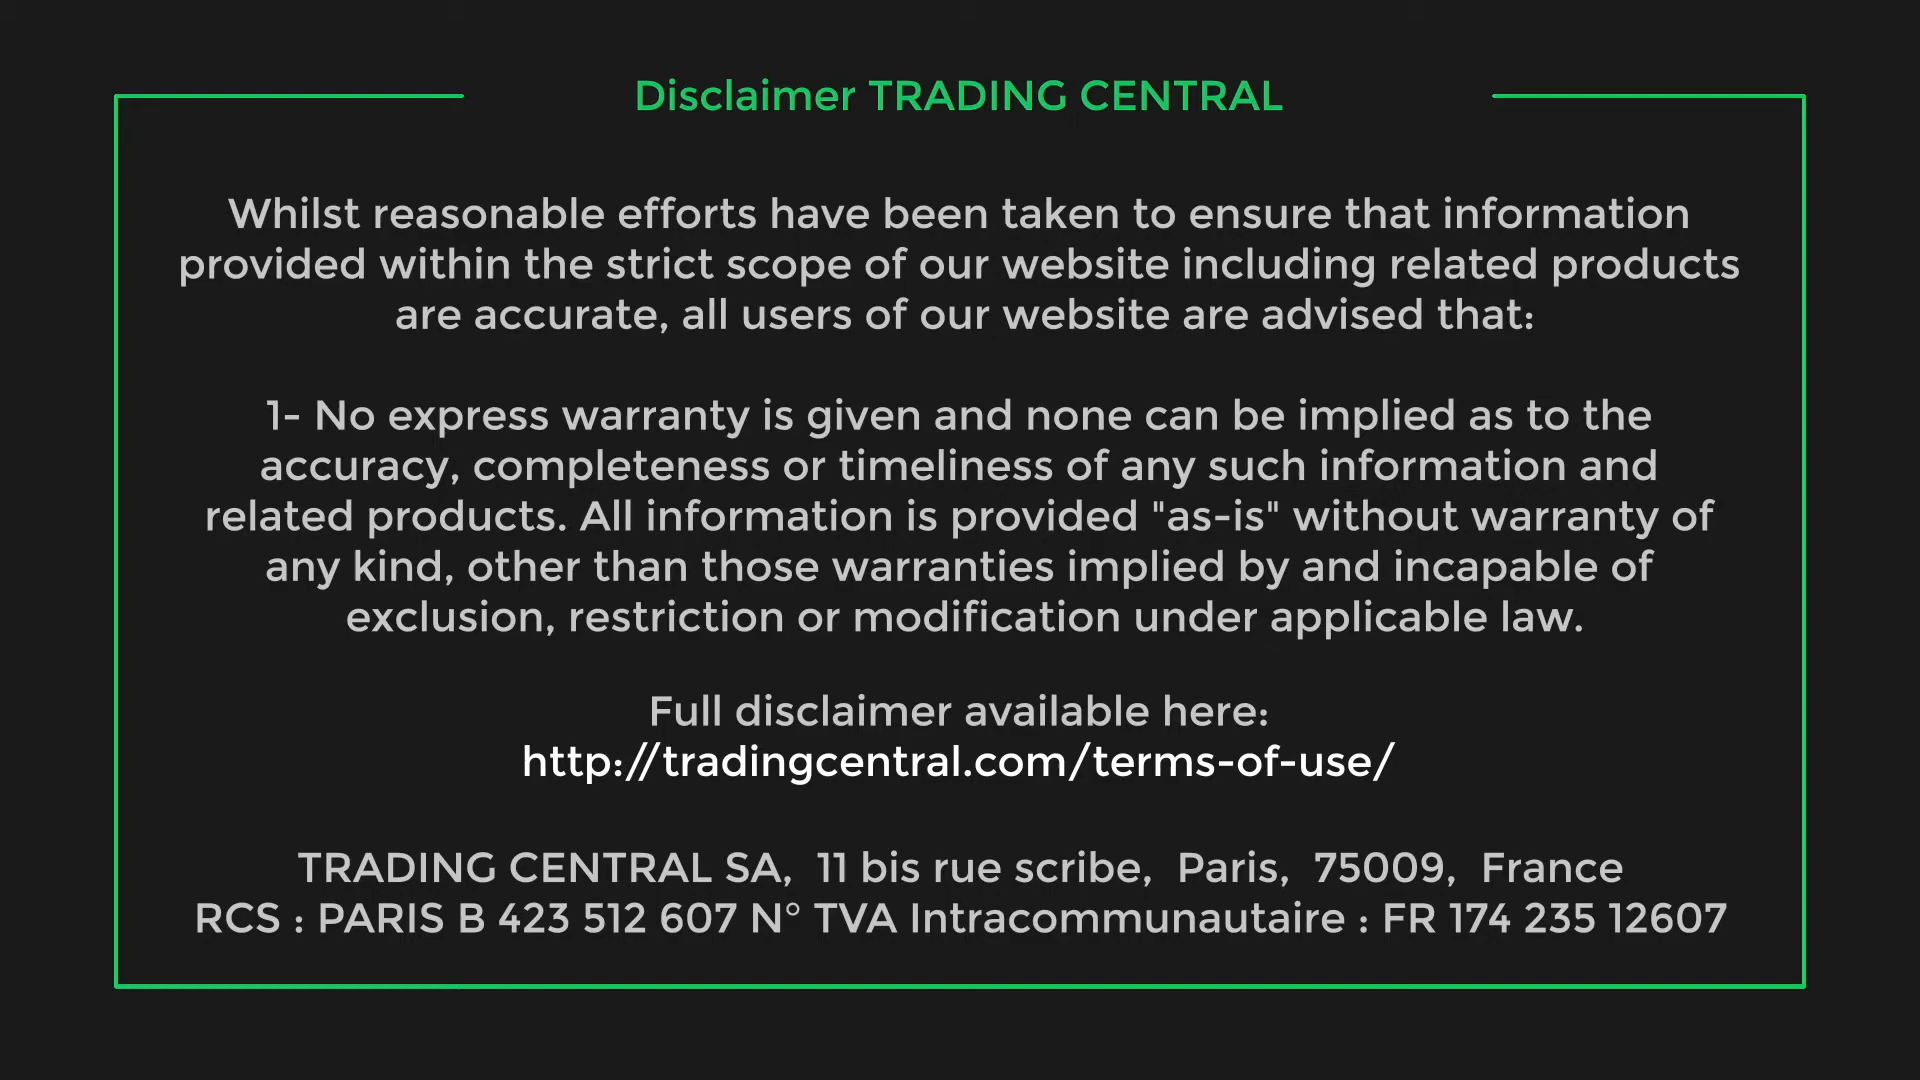 Disclaimer TRADING CENTRAL
Whilst reasonable efforts have been taken to ensure that information
provided within the strict scope of our website including related products
are accurate, all users of our website are advised that:
1- No express warranty is given and none can be implied as to the
accuracy, completeness or timeliness of any such information and
related products. All information is provided "as-is" without warranty of
any kind, other than those warranties implied by and incapable of
exclusion, restriction or modification under applicable law.
Full disclaimer available here:
http://tradingcentral.com/terms-of-use/
TRADING CENTRAL SA, 11 bis rue scribe, Paris, 75009, France
RCS : PARIS B 423 512 607 N° TVA Intracommunautaire : FR 174 235 12607